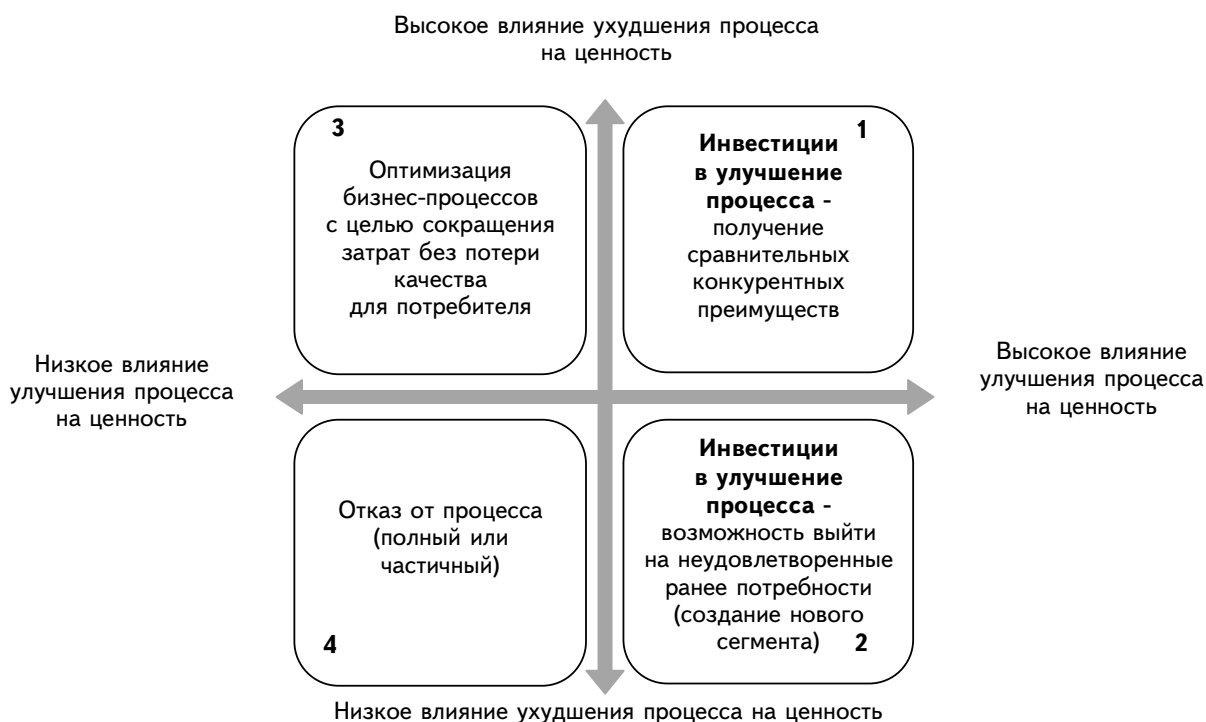 Высокое влияние ухудшения процесса
на ценность
3
Оптимизация
бизнес-процессов
с целью сокращения
затрат без потери
качества
для потребителя
1
Инвестиции
в улучшение
процесса -
получение
сравнительных
конкурентных
преимуществ
Низкое влияние
улучшения процесса
на ценность
Высокое влияние
улучшения процесса
на ценность
Отказ от процесса
(полный или
частичный)
4
Инвестиции
в улучшение
процесса -
возможность выйти
на неудовлетворенные
ранее потребности
(создание нового
сегмента) 2
Низкое влияние ухудшения процесса на ценность